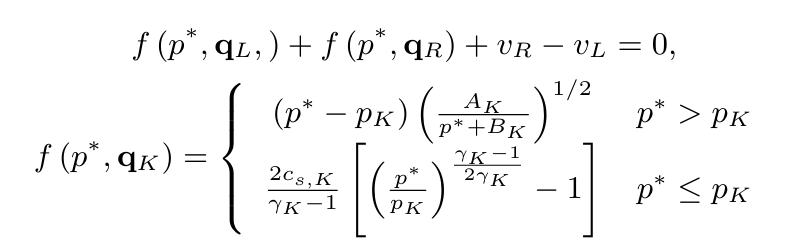 f (p*, q_L, ) + f (p*, q_R) + v_R − v_L = 0,
f (p*, q_K) = { (p* − p_K) (A_K / (p* + B_K))^{1/2} p* > p_K
(2c_{s,K} / (γ_K − 1)) [(p* / p_K)^{(γ_K − 1) / (2γ_K)} − 1] p* ≤ p_K